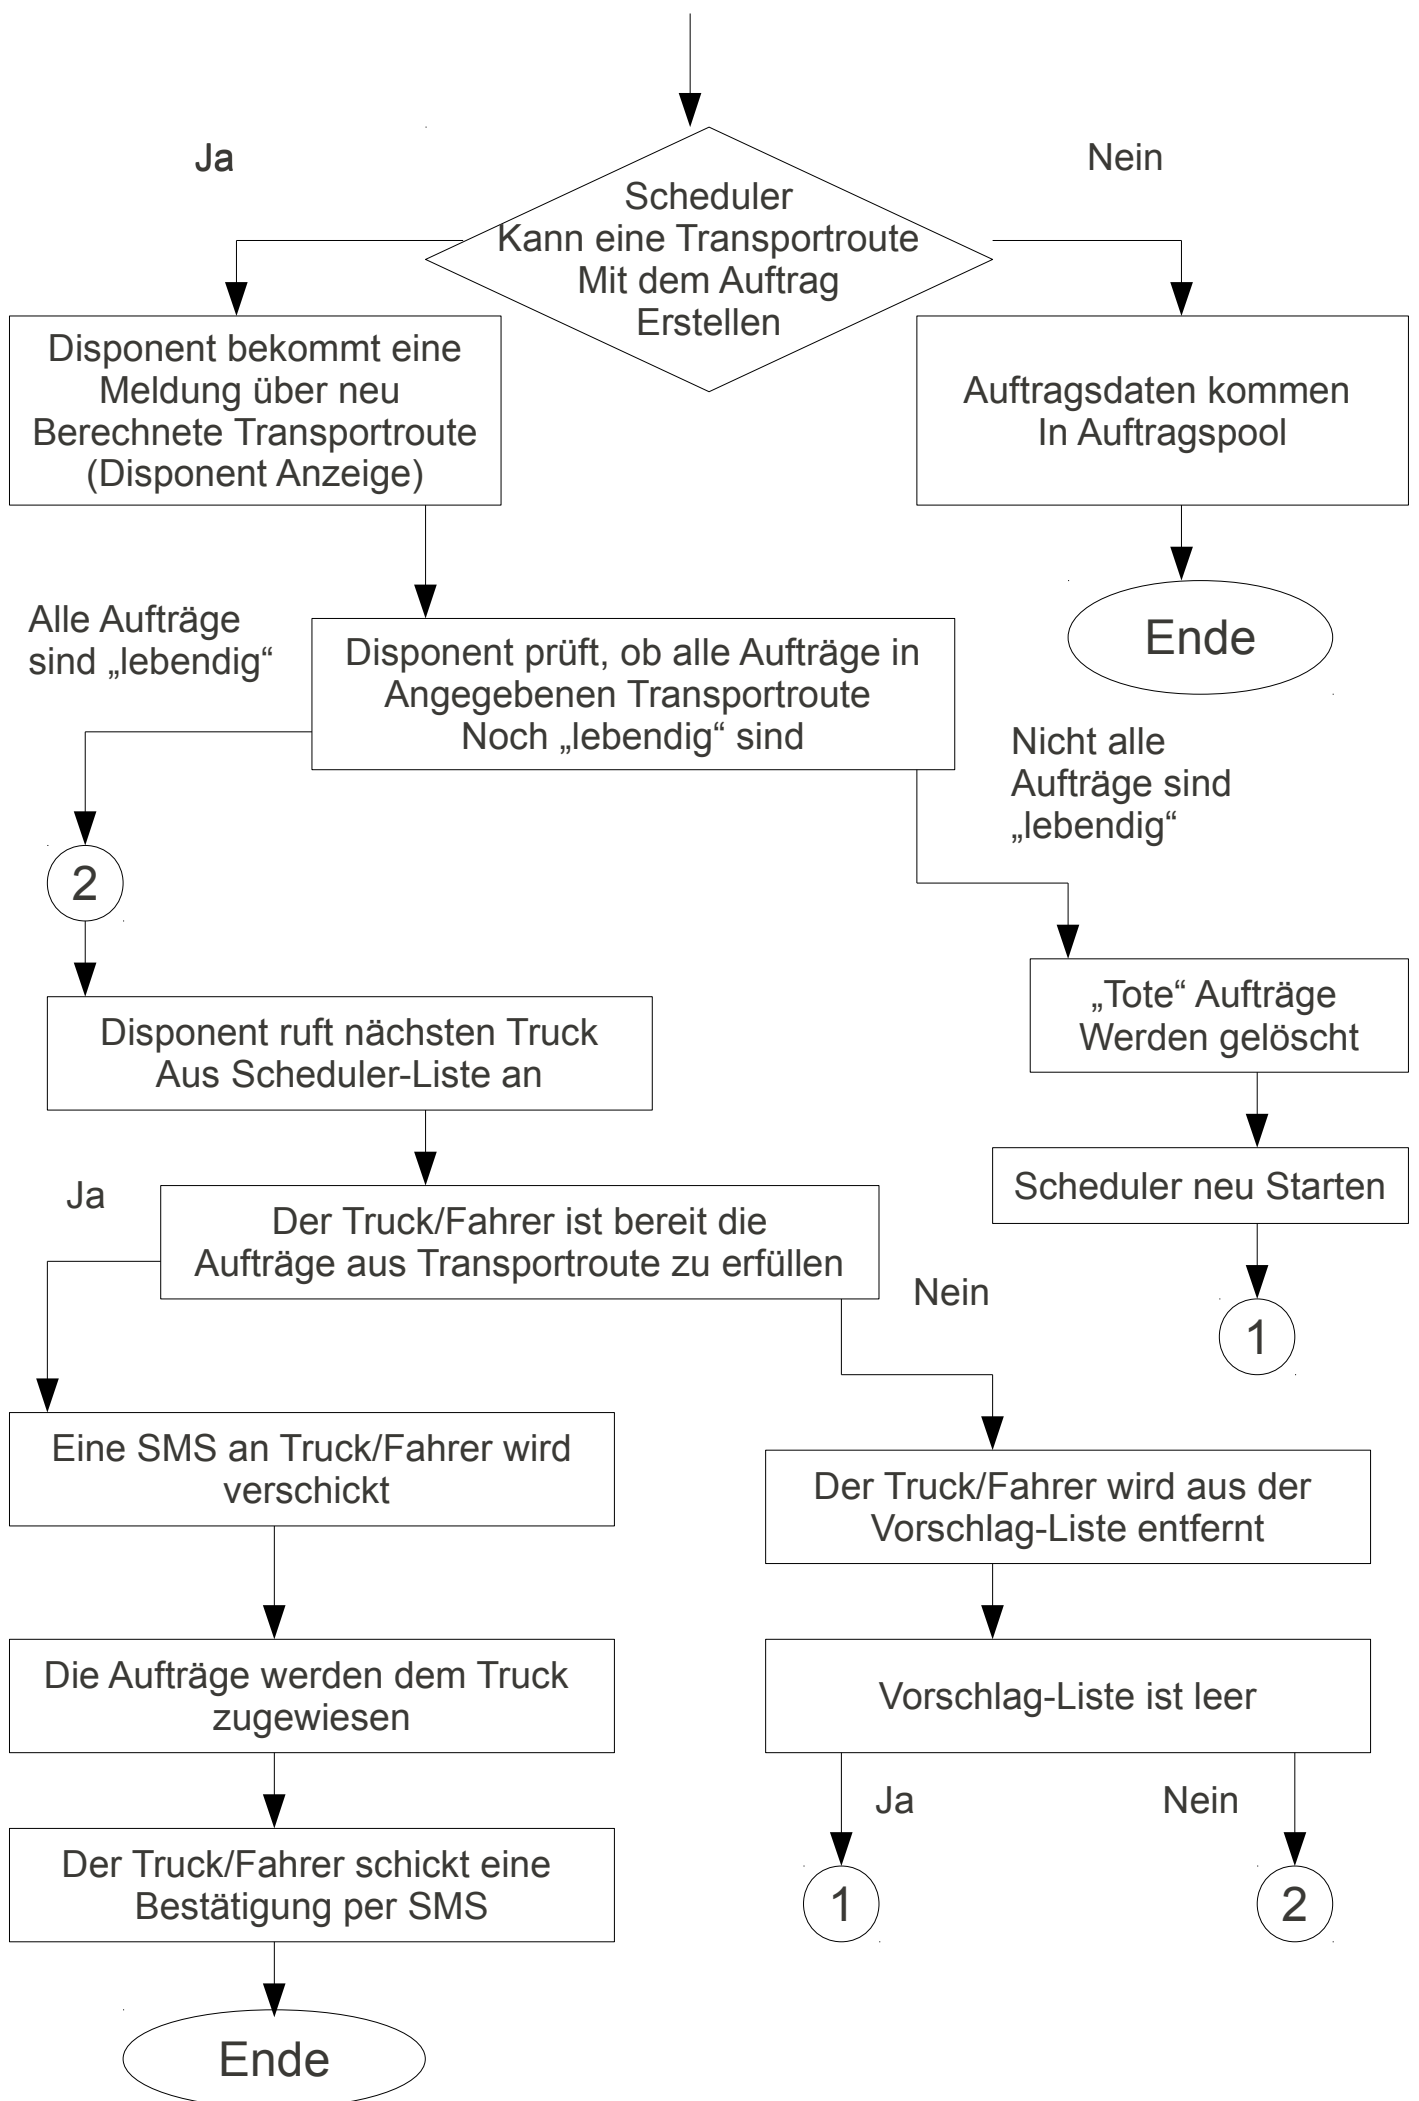 Ja
Nein
Scheduler
Kann eine Transportroute
Mit dem Auftrag
Erstellen
Disponent bekommt eine
Meldung über neu
Berechnete Transportroute
(Disponent Anzeige)
Auftragsdaten kommen
In Auftragspool
Ende
Alle Aufträge
sind „lebendig“
Disponent prüft, ob alle Aufträge in
Angegebenen Transportroute
Noch „lebendig“ sind
Nicht alle
Aufträge sind
„lebendig“
2
Disponent ruft nächsten Truck
Aus Scheduler-Liste an
„Tote“ Aufträge
Werden gelöscht
Scheduler neu Starten
1
Ja
Der Truck/Fahrer ist bereit die
Aufträge aus Transportroute zu erfüllen
Nein
Eine SMS an Truck/Fahrer wird
verschickt
Der Truck/Fahrer wird aus der
Vorschlag-Liste entfernt
Die Aufträge werden dem Truck
zugewiesen
Vorschlag-Liste ist leer
Ja
Nein
Der Truck/Fahrer schickt eine
Bestätigung per SMS
1
2
Ende